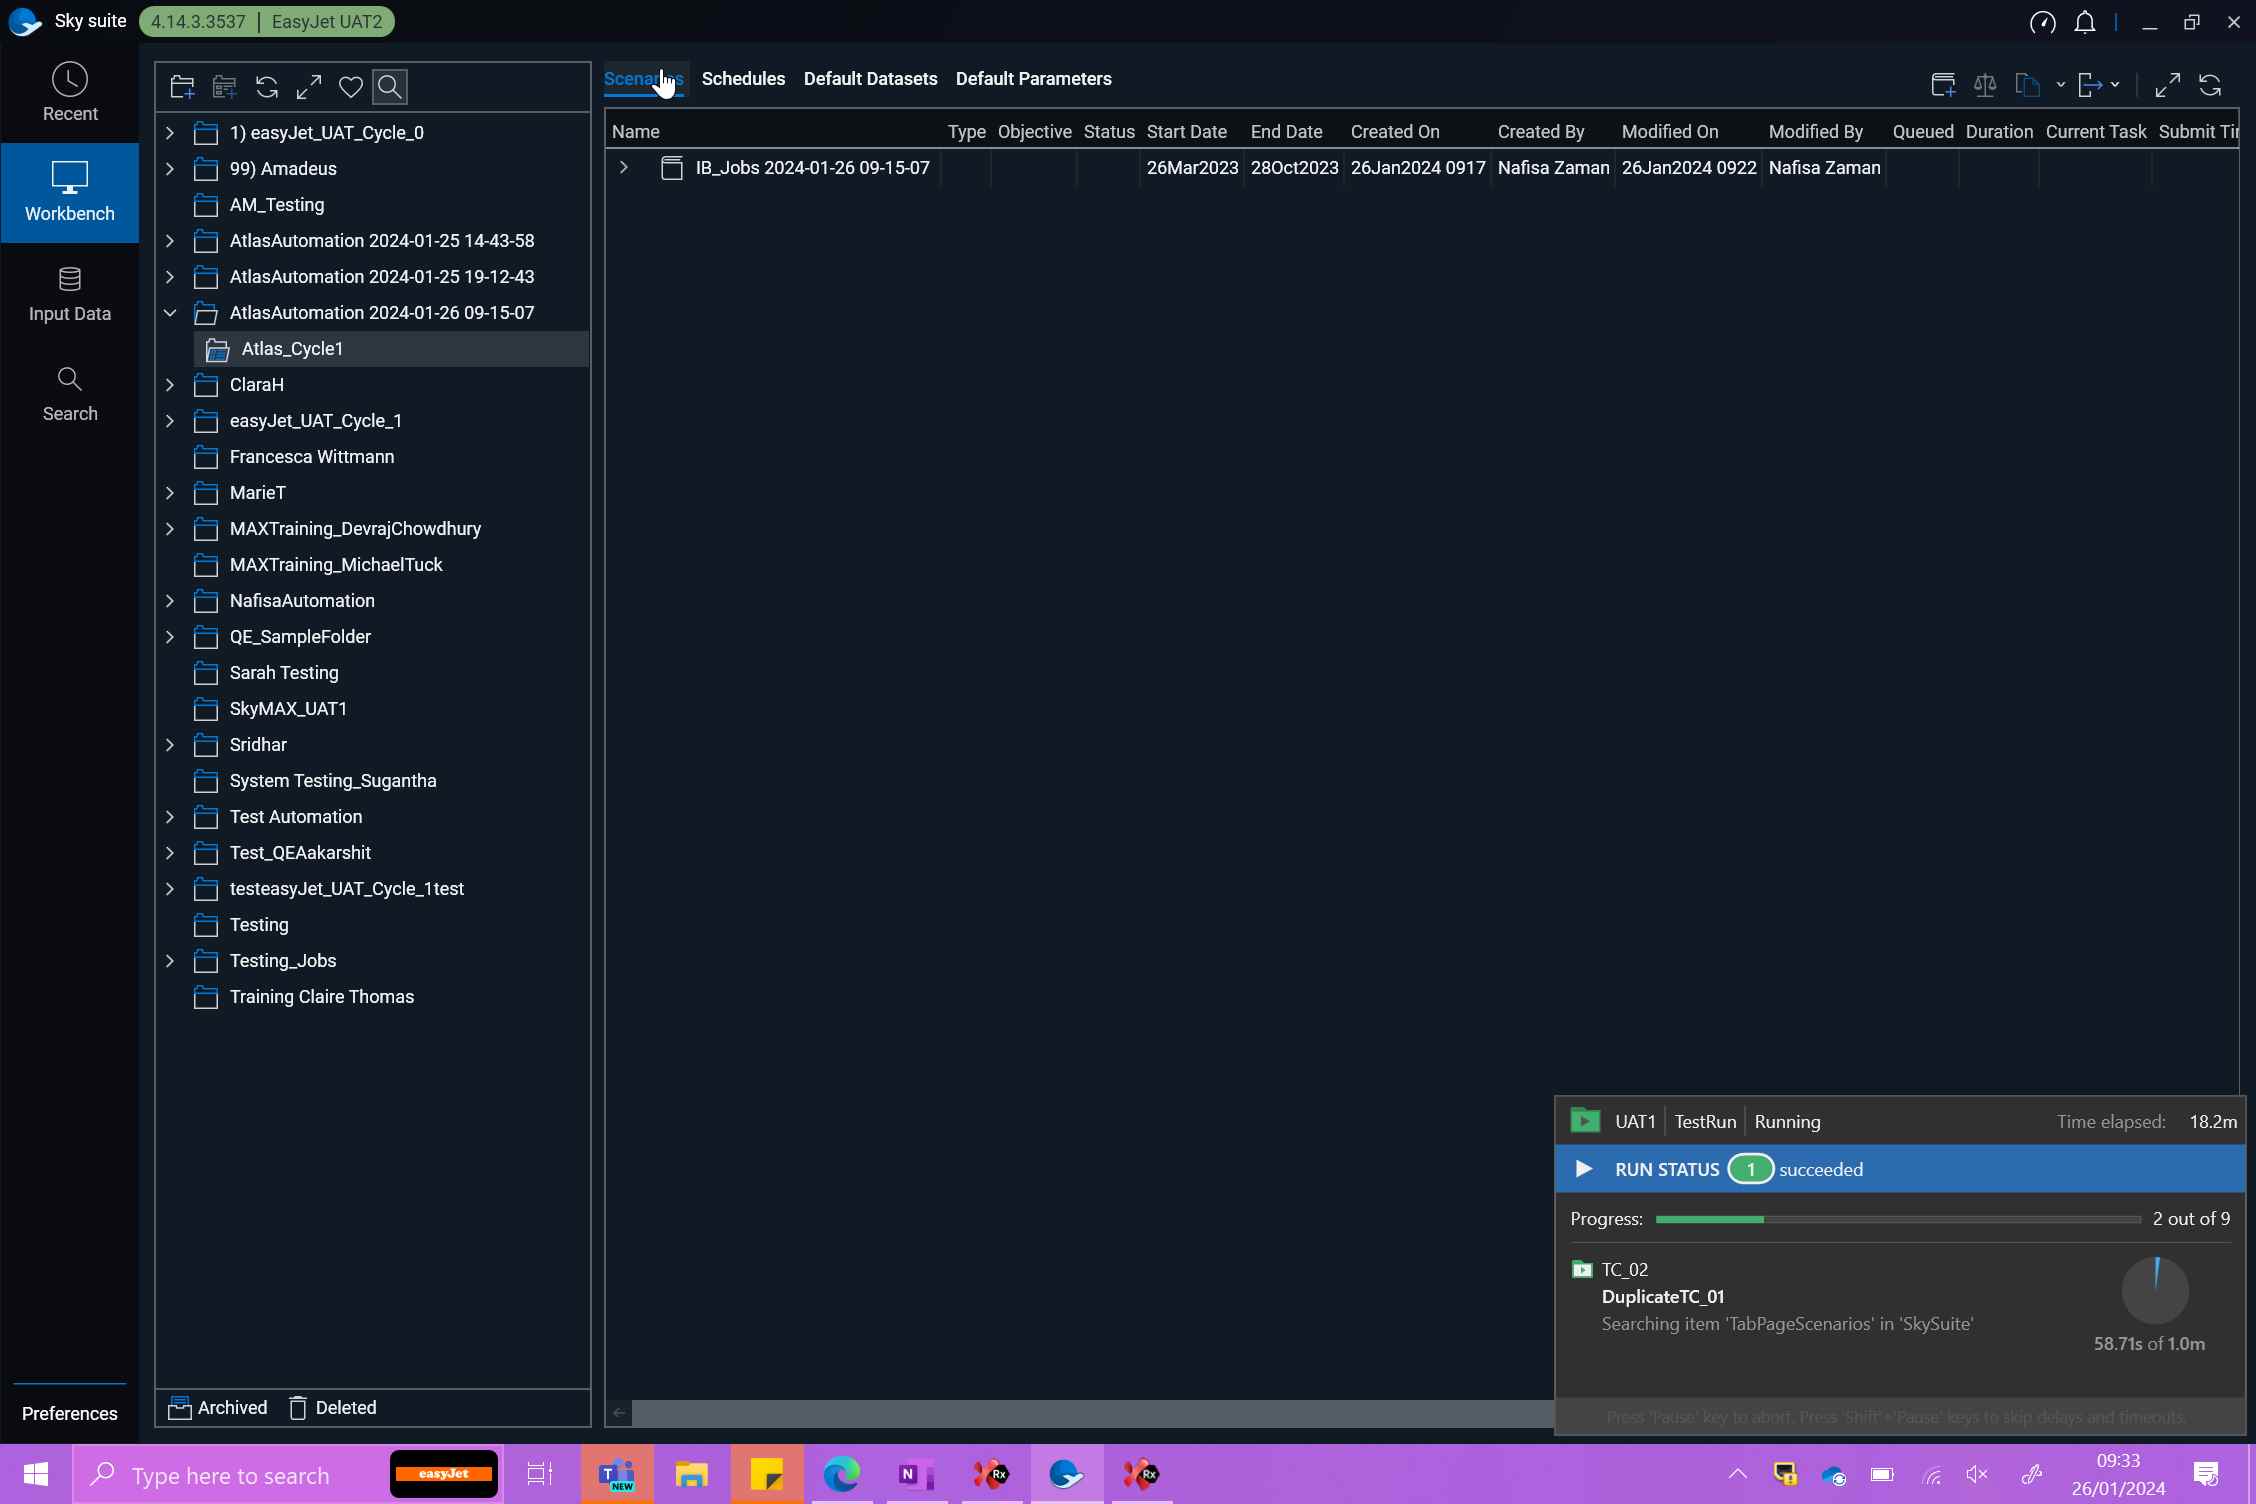 Sky suite 4.14.3.3537 | EasyJet UAT2
Recent
Workbench
Input Data
Search
Preferences
1) easyJet_UAT_Cycle_0
99) Amadeus
AM_Testing
AtlasAutomation 2024-01-25 14-43-58
AtlasAutomation 2024-01-25 19-12-43
AtlasAutomation 2024-01-26 09-15-07
Atlas_Cycle1
ClaraH
easyJet_UAT_Cycle_1
Francesca Wittmann
MarieT
MAXTraining_DevrajChowdhury
MAXTraining_MichaelTuck
NafisaAutomation
QE_SampleFolder
Sarah Testing
SkyMAX_UAT1
Sridhar
System Testing_Sugantha
Test Automation
Test_QEAakarshit
testeasyJet_UAT_Cycle_1test
Testing
Testing_Jobs
Training Claire Thomas
Archived Deleted
Scenarios Schedules Default Datasets Default Parameters
Name Type Objective Status Start Date End Date Created On Created By Modified On Modified By Queued Duration Current Task Submit Ti
IB_Jobs 2024-01-26 09-15-07 26Mar2023 28Oct2023 26Jan2024 0917 Nafisa Zaman 26Jan2024 0922 Nafisa Zaman
UAT1 | TestRun | Running Time elapsed: 18.2m
RUN STATUS 1 succeeded
Progress: 2 out of 9
TC_02
DuplicateTC_01
Searching item 'TabPageScenarios' in 'SkySuite'
58.71s of 1.0m
Press 'Pause' key to abort, Press 'Shift'+'Pause' keys to skip delays and timeouts.
Type here to search easyJet
T NEW
N
Rx
Rx
09:33
26/01/2024